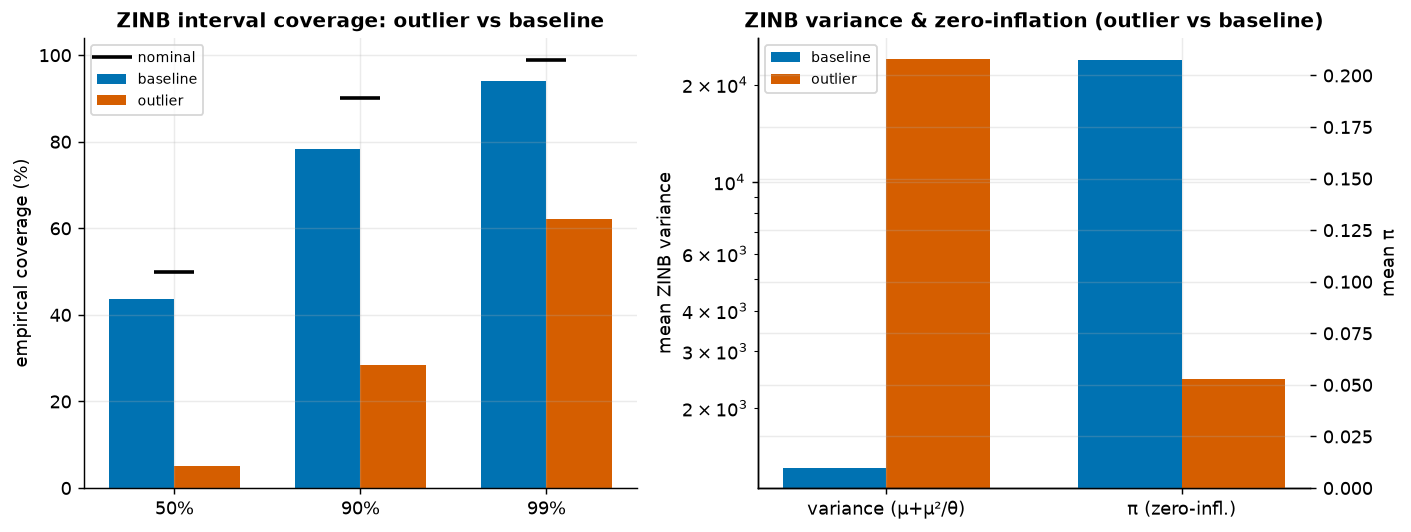 ZINB interval coverage: outlier vs baseline
nominal
baseline
outlier
empirical coverage (%)
100
80
60
40
20
0
50%
90%
99%
ZINB variance & zero-inflation (outlier vs baseline)
baseline
outlier
mean ZINB variance
2 × 10⁴
10⁴
6 × 10³
4 × 10³
3 × 10³
2 × 10³
variance (μ+μ²/θ)
π (zero-infl.)
0.200
0.175
0.150
0.125
0.100
0.075
0.050
0.025
0.000
mean π